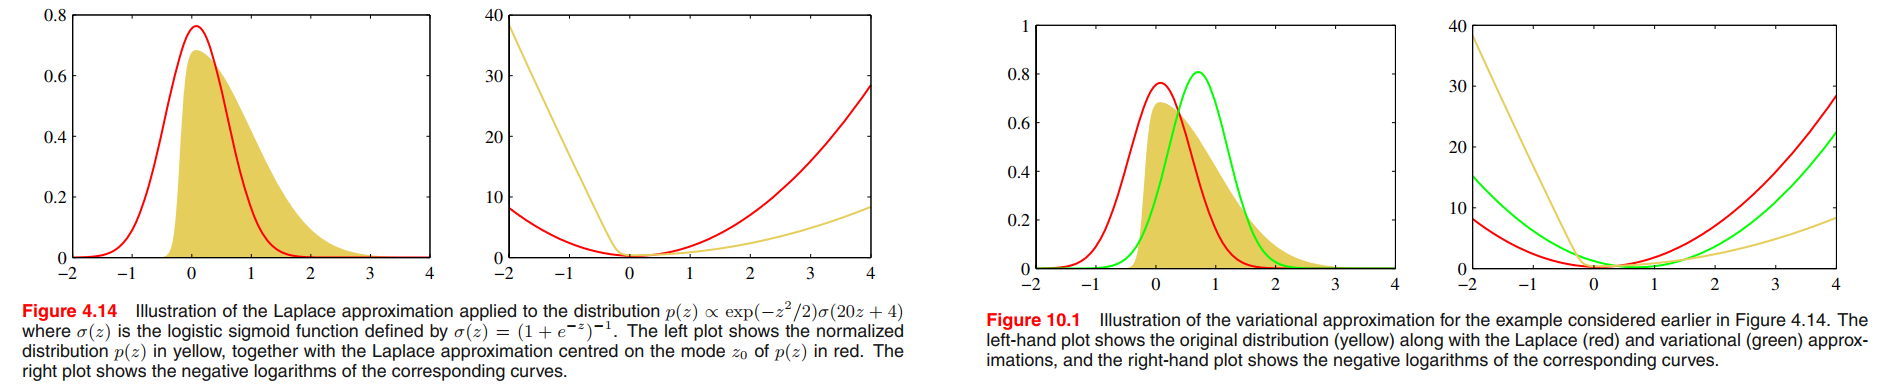 0.8
0.6
0.4
0.2
0
−2 −1 0 1 2 3 4
40
30
20
10
0
−2 −1 0 1 2 3 4
Figure 4.14 Illustration of the Laplace approximation applied to the distribution p(z) ∝ exp(−z²/2)σ(20z + 4)
where σ(z) is the logistic sigmoid function defined by σ(z) = (1 + e⁻ᶻ)⁻¹. The left plot shows the normalized
distribution p(z) in yellow, together with the Laplace approximation centred on the mode z₀ of p(z) in red. The
right plot shows the negative logarithms of the corresponding curves.
1
0.8
0.6
0.4
0.2
0
−2 −1 0 1 2 3 4
40
30
20
10
0
−2 −1 0 1 2 3 4
Figure 10.1 Illustration of the variational approximation for the example considered earlier in Figure 4.14. The
left-hand plot shows the original distribution (yellow) along with the Laplace (red) and variational (green) approx-
imations, and the right-hand plot shows the negative logarithms of the corresponding curves.